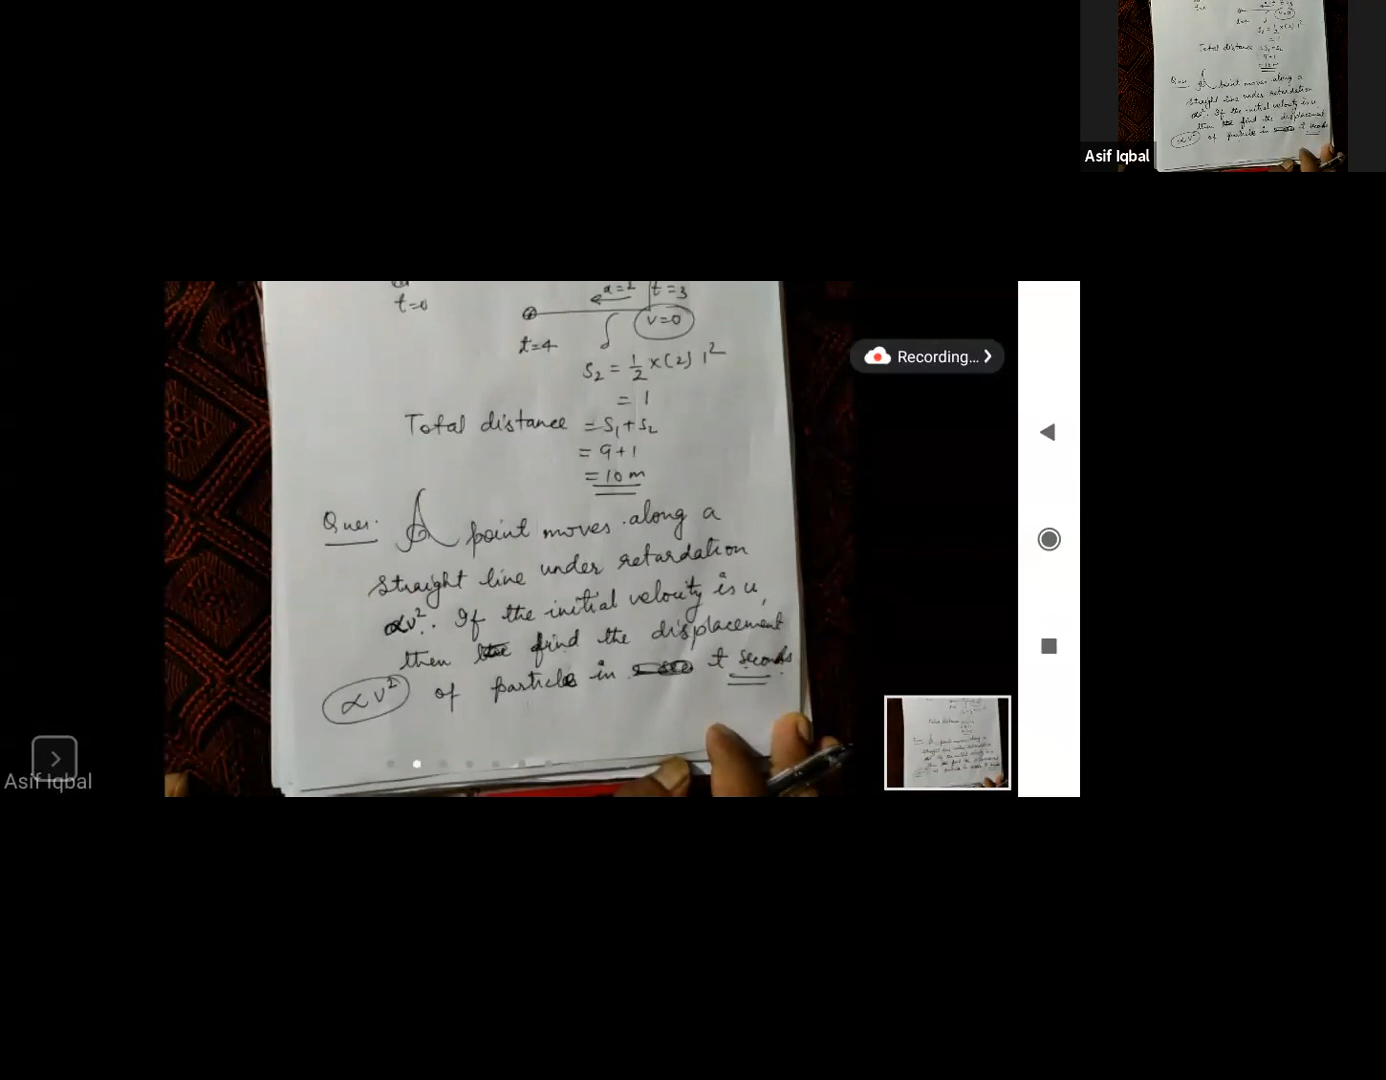 Asif Iqbal
t=0
a=2
t=3
v=0
t=4
S₂ = 1/2 ×(2) 1²
= 1
Total distance = S₁ + S₂
= 9+1
= 10 m
Ques. A point moves along a
straight line under retardation
αv². If the initial velocity is u,
then find the displacement
αv² of particle in t seconds
Recording...
Asif Iqbal